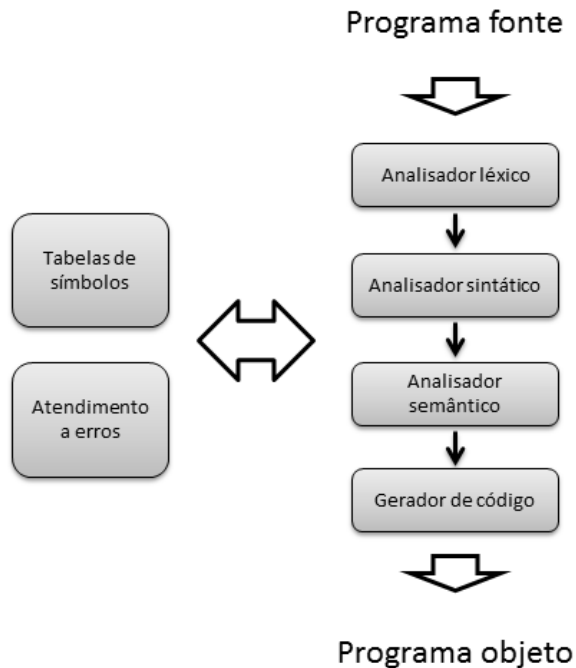 Programa fonte
Analisador léxico
Tabelas de
símbolos
Analisador sintático
Atendimento
a erros
Analisador
semântico
Gerador de código
Programa objeto